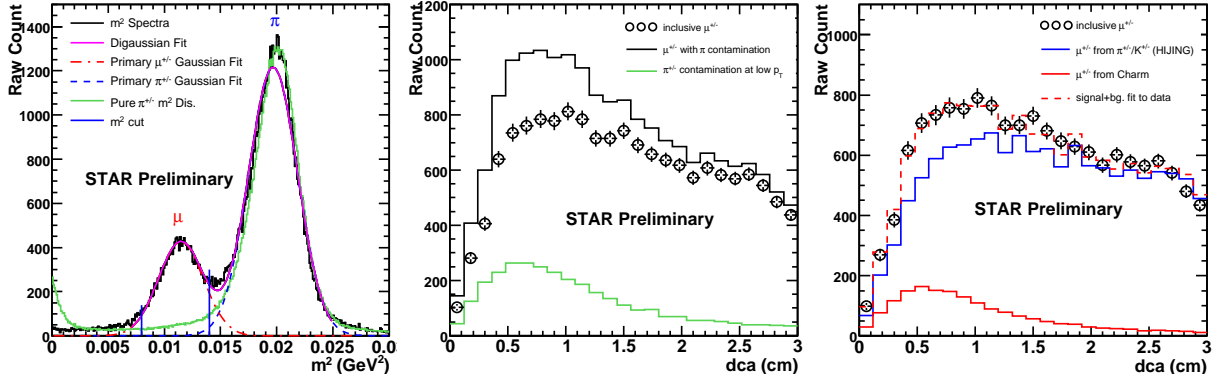 Raw Count
1400
1200
1000
800
600
400
200
0
m² Spectra
Digaussian Fit
Primary μ+/- Gaussian Fit
Primary π+/- Gaussian Fit
Pure π+/- m² Dis.
m² cut
π
STAR Preliminary
μ
0 0.005 0.01 0.015 0.02 0.025 0.0
m² (GeV²)
Raw Count
1200
1000
800
600
400
200
0
inclusive μ+/-
μ+/- with π contamination
π+/- contamination at low pT
STAR Preliminary
0 0.5 1 1.5 2 2.5 3
dca (cm)
Raw Count
1000
800
600
400
200
0
inclusive μ+/-
μ+/- from π+/-/K+/- (HIJING)
μ+/- from Charm
signal+bg. fit to data
STAR Preliminary
0 0.5 1 1.5 2 2.5 3
dca (cm)